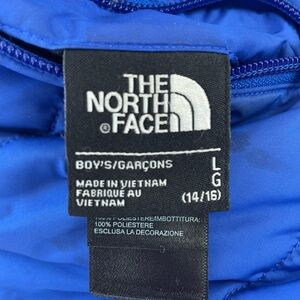 THE
NORTH
FACE
®
BOY'S/GARÇONS
L
G
MADE IN VIETNAM
FABRIQUÉ AU
VIETNAM
(14/16)
100% POLIESTERE/IMBOTTITURA:
100% POLIESTERE
ESCLUSA LA DECORAZIONE